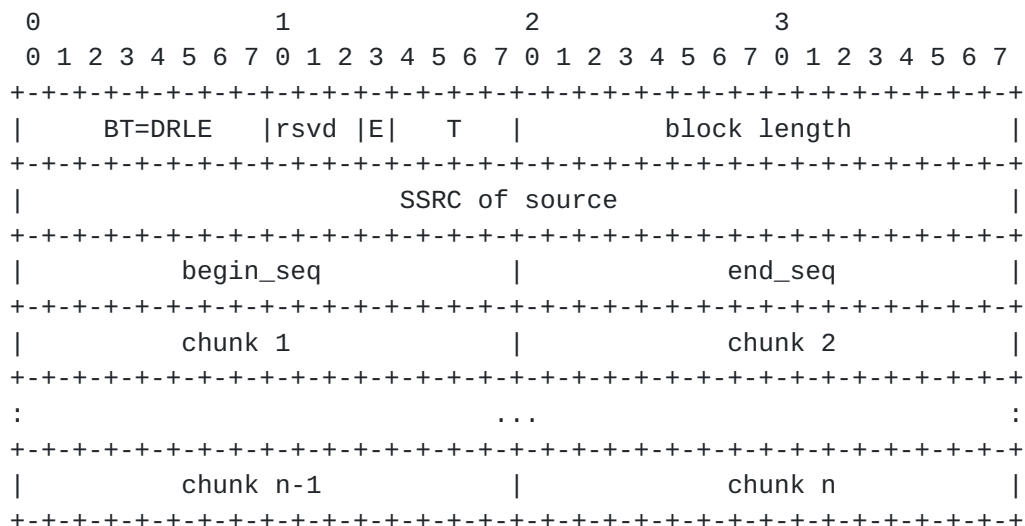 0                   1                   2                   3
 0 1 2 3 4 5 6 7 0 1 2 3 4 5 6 7 0 1 2 3 4 5 6 7 0 1 2 3 4 5 6 7
+-+-+-+-+-+-+-+-+-+-+-+-+-+-+-+-+-+-+-+-+-+-+-+-+-+-+-+-+-+-+-+-+
|     BT=DRLE   |rsvd |E|   T   |         block length          |
+-+-+-+-+-+-+-+-+-+-+-+-+-+-+-+-+-+-+-+-+-+-+-+-+-+-+-+-+-+-+-+-+
|                        SSRC of source                         |
+-+-+-+-+-+-+-+-+-+-+-+-+-+-+-+-+-+-+-+-+-+-+-+-+-+-+-+-+-+-+-+-+
|          begin_seq            |             end_seq           |
+-+-+-+-+-+-+-+-+-+-+-+-+-+-+-+-+-+-+-+-+-+-+-+-+-+-+-+-+-+-+-+-+
|          chunk 1              |             chunk 2           |
+-+-+-+-+-+-+-+-+-+-+-+-+-+-+-+-+-+-+-+-+-+-+-+-+-+-+-+-+-+-+-+-+
:                              ...                              :
+-+-+-+-+-+-+-+-+-+-+-+-+-+-+-+-+-+-+-+-+-+-+-+-+-+-+-+-+-+-+-+-+
|          chunk n-1            |             chunk n           |
+-+-+-+-+-+-+-+-+-+-+-+-+-+-+-+-+-+-+-+-+-+-+-+-+-+-+-+-+-+-+-+-+